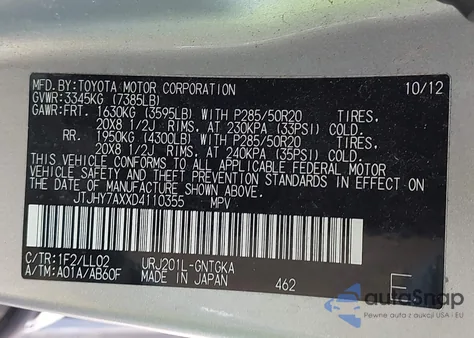 MFD.BY:TOYOTA MOTOR CORPORATION 10/12
GVWR:3345KG (7385LB)
GAWR:FRT. 1630KG (3595LB) WITH P285/50R20 TIRES.
20X8 1/2J RIMS. AT 230KPA (33PSI) COLD.
RR. 1950KG (4300LB) WITH P285/50R20 TIRES.
20X8 1/2J RIMS. AT 240KPA (35PSI) COLD.
THIS VEHICLE CONFORMS TO ALL APPLICABLE FEDERAL MOTOR
VEHICLE SAFETY AND THEFT PREVENTION STANDARDS IN EFFECT
ON THE DATE OF MANUFACTURE SHOWN ABOVE.
JTJHY7AXXD4110355 MPV
C/TR:1F2/LL02 URJ201L-GNTGKA
A/TM:A01A/AB60F MADE IN JAPAN 462 E
autoSnap
Pewne auta z USA i EU